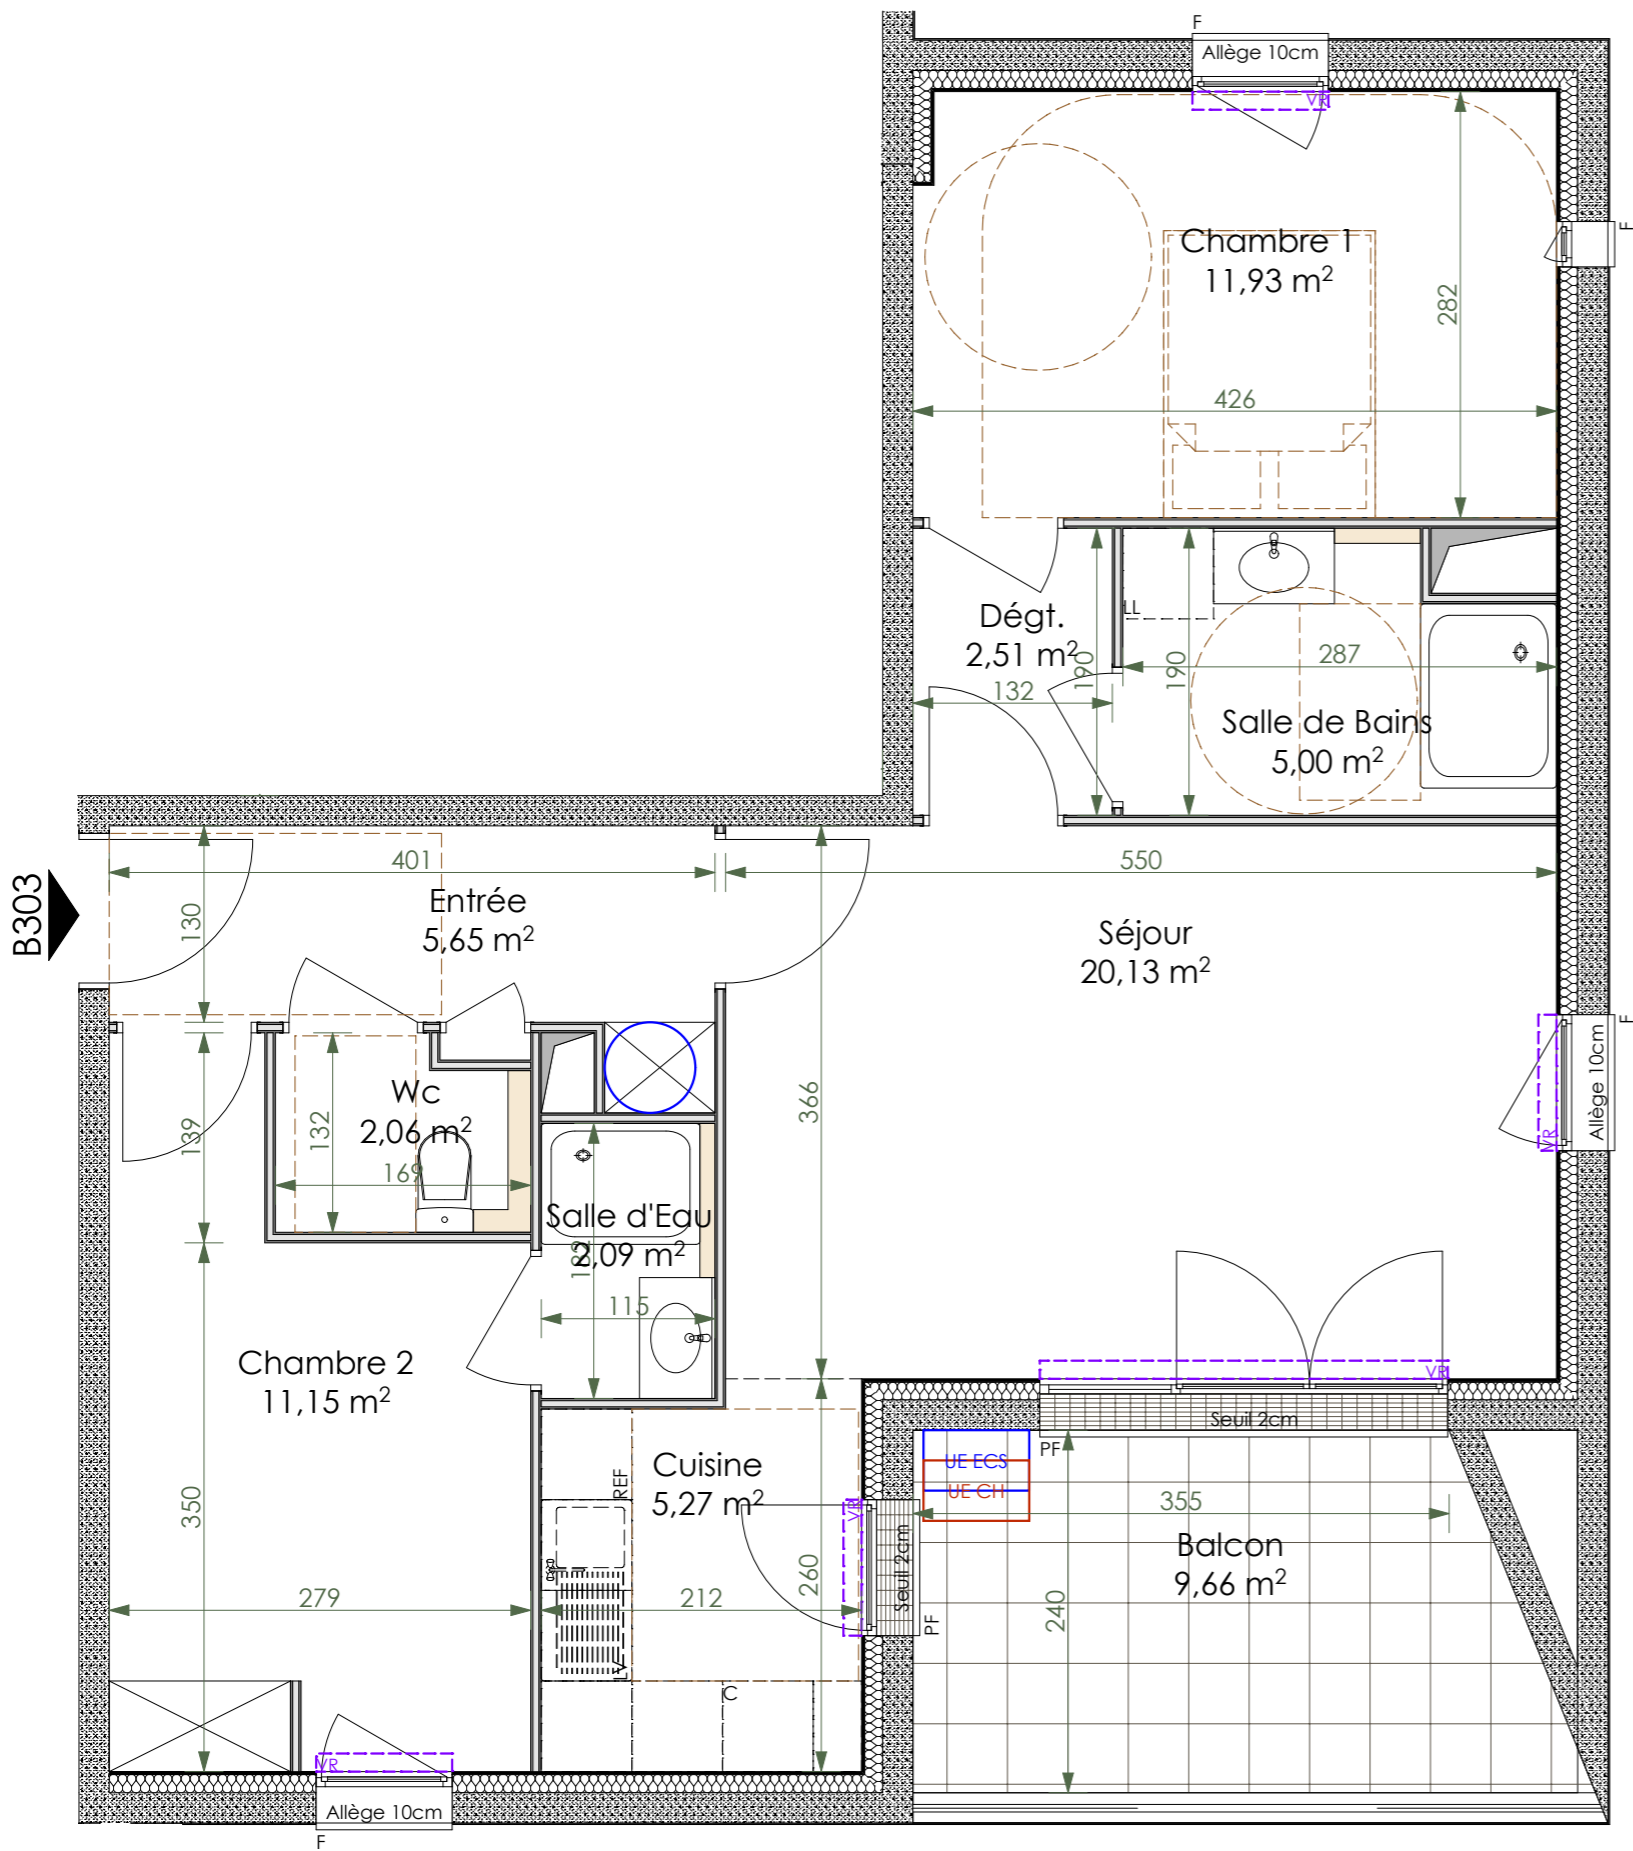 F
Allège 10cm
VR
Chambre 1
11,93 m²
F
282
426
Dégt.
2,51 m²
190
132
LL
190
287
Salle de Bains
5,00 m²
B303
401
550
130
Entrée
5,65 m²
Séjour
20,13 m²
F
Allège 10cm
VR
139
132
Wc
2,06 m²
169
366
Salle d'Eau
2,09 m²
115
Chambre 2
11,15 m²
VR
Seuil 2cm
PF
UE ECS
UE CH
350
REF
Cuisine
5,27 m²
VR
Seuil 2cm
PF
355
Balcon
9,66 m²
240
279
212
260
LV
C
VR
Allège 10cm
F